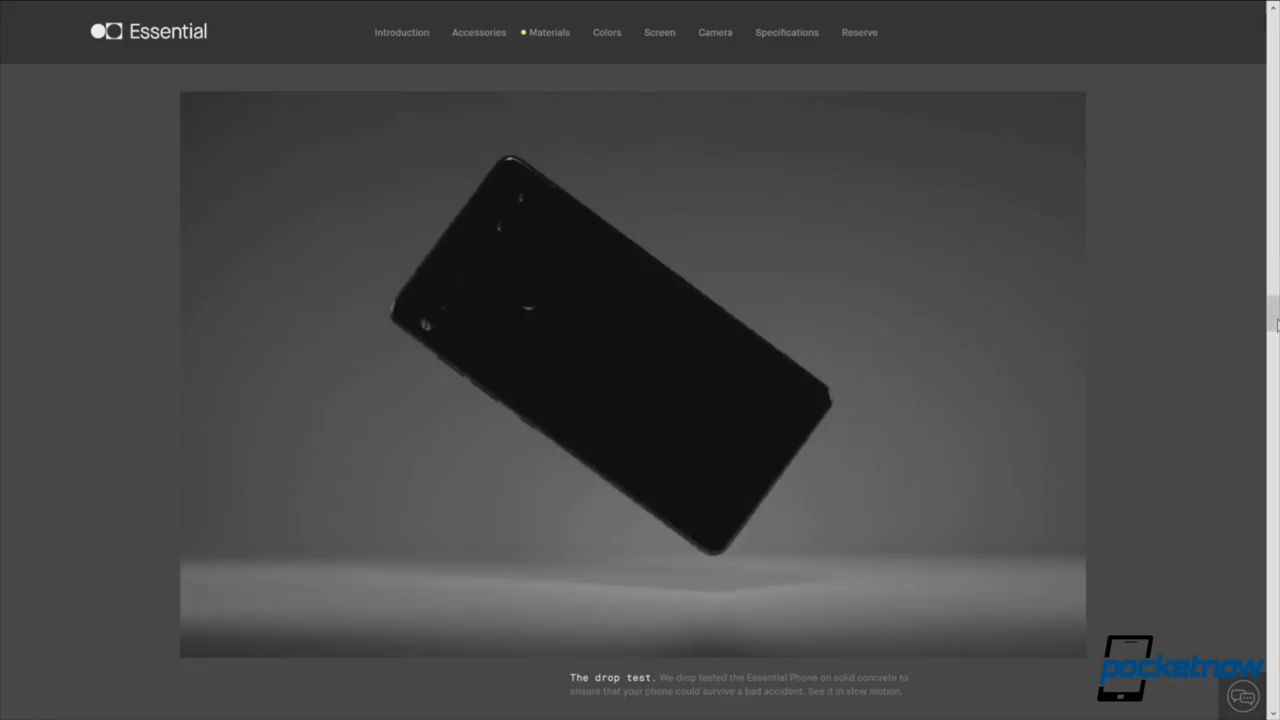 Essential
Introduction Accessories Materials Colors Screen Camera Specifications Reserve
The drop test. We drop tested the Essential Phone on solid concrete to
ensure that your phone could survive a bad accident. See it in slow motion.
pocketnow